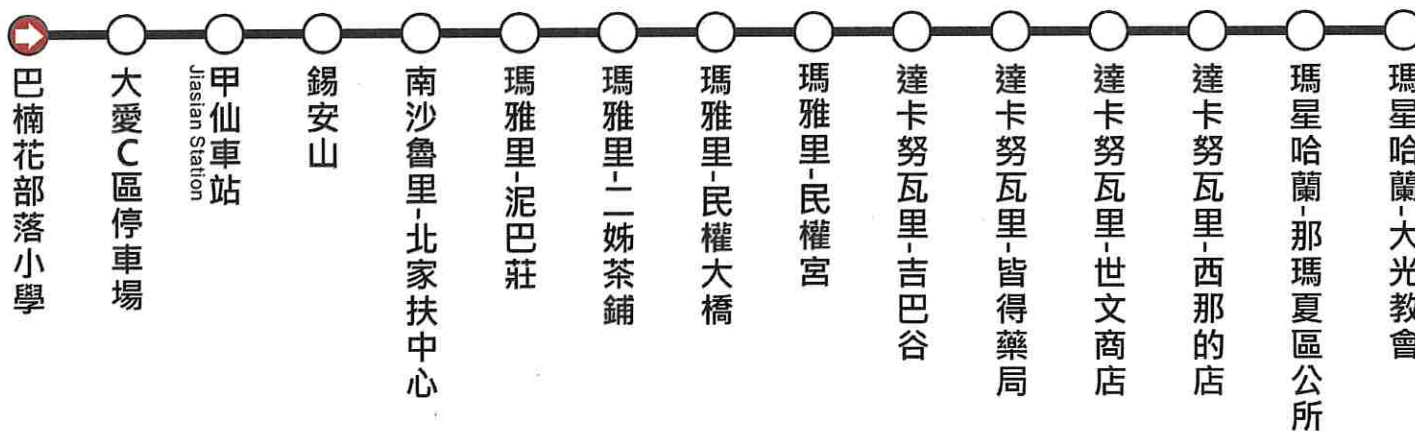 巴楠花部落小學
大愛C區停車場
甲仙車站
Jiasian Station
錫安山
南沙魯里-北家扶中心
瑪雅里-泥巴莊
瑪雅里-二姊茶鋪
瑪雅里-民權大橋
瑪雅里-民權宮
達卡努瓦里-吉巴谷
達卡努瓦里-皆得藥局
達卡努瓦里-世文商店
達卡努瓦里-西那的店
瑪星哈蘭-那瑪夏區公所
瑪星哈蘭-大光教會